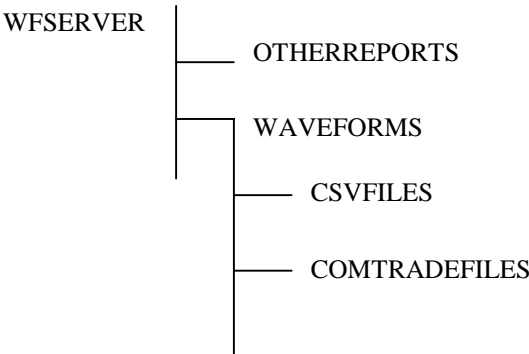 WFSERVER
OTHERREPORTS
WAVEFORMS
CSVFILES
COMTRADEFILES